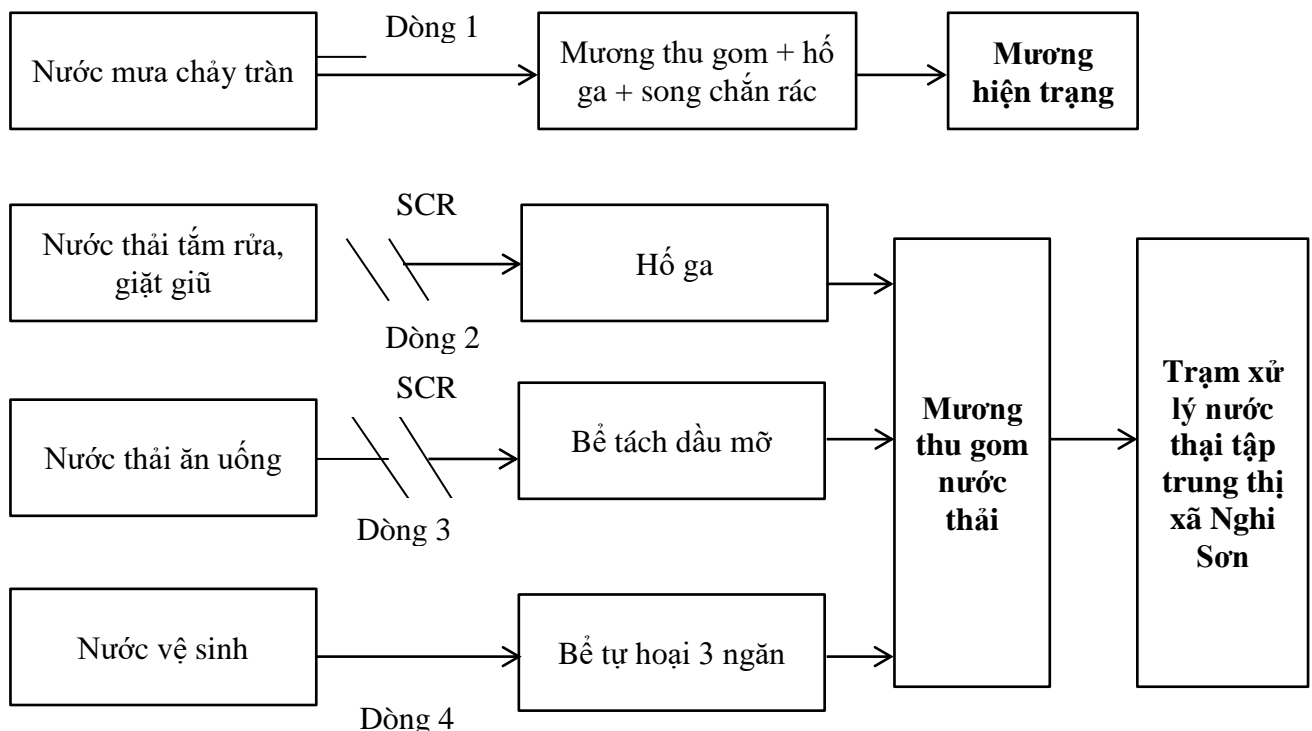 Dòng 1
Nước mưa chảy tràn
Mương thu gom + hố
ga + song chắn rác
Mương
hiện trạng
SCR
Nước thải tắm rửa,
giặt giũ
Hố ga
Dòng 2
SCR
Nước thải ăn uống
Bể tách dầu mỡ
Dòng 3
Nước vệ sinh
Bể tự hoại 3 ngăn
Dòng 4
Mương
thu gom
nước
thải
Trạm xử
lý nước
thại tập
trung thị
xã Nghi
Sơn